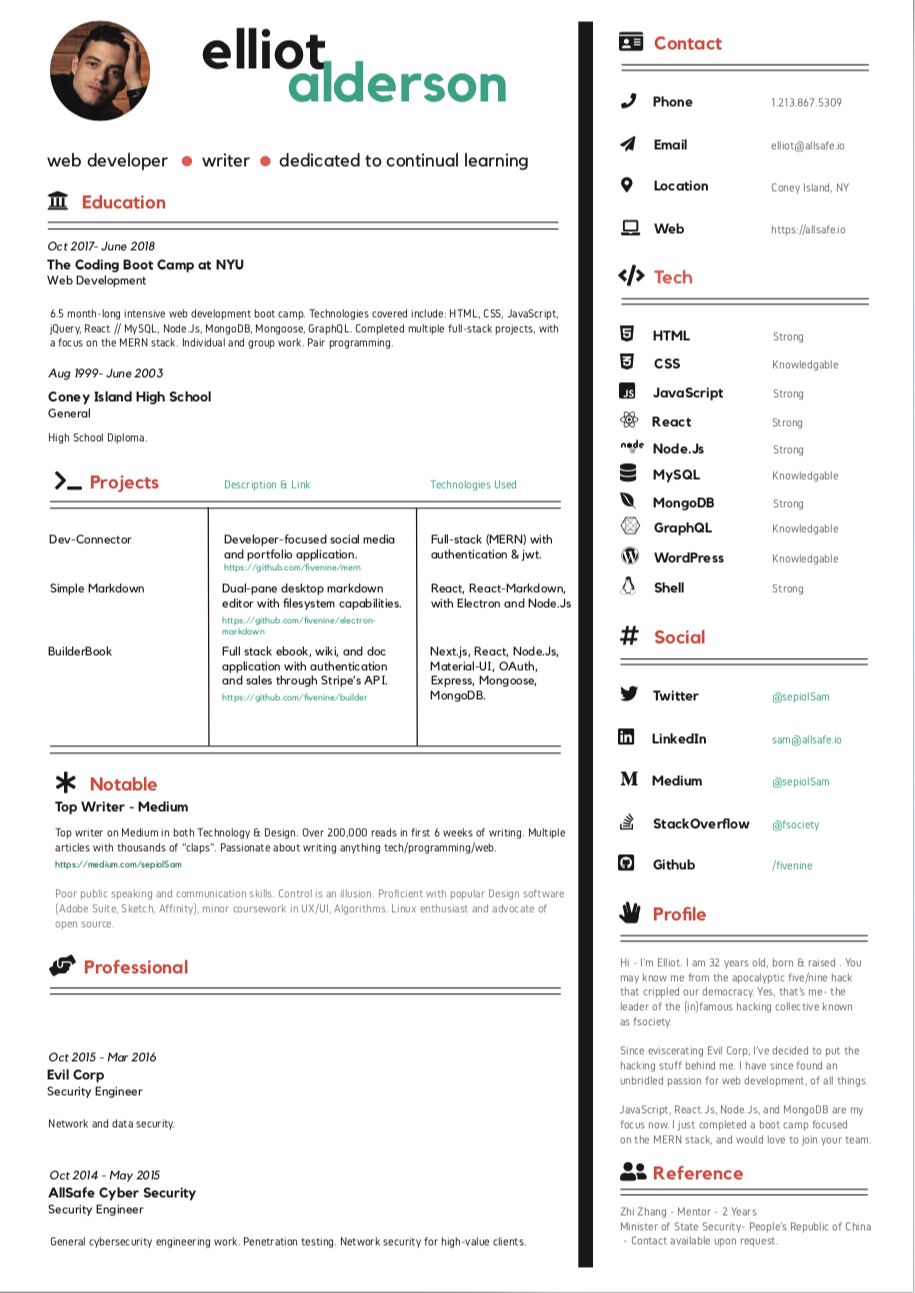 elliot
alderson
web developer ● writer ● dedicated to continual learning
Education
Oct 2017- June 2018
The Coding Boot Camp at NYU
Web Development
6.5 month-long intensive web development boot camp. Technologies covered include: HTML, CSS, JavaScript,
jQuery, React // MySQL, Node.Js, MongoDB, Mongoose, GraphQL. Completed multiple full-stack projects, with
a focus on the MERN stack. Individual and group work. Pair programming.
Aug 1999- June 2003
Coney Island High School
General
High School Diploma.
Projects
Description & Link
Technologies Used
Dev-Connector
Developer-focused social media
and portfolio application.
https://github.com/fivenine/mern
Full-stack (MERN) with
authentication & jwt.
Simple Markdown
Dual-pane desktop markdown
editor with filesystem capabilities.
https://github.com/fivenine/electron-
markdown
React, React-Markdown,
with Electron and Node.Js
BuilderBook
Full stack ebook, wiki, and doc
application with authentication
and sales through Stripe's API.
https://github.com/fivenine/builder
Next.js, React, Node.Js,
Material-UI, OAuth,
Express, Mongoose,
MongoDB.
Notable
Top Writer - Medium
Top writer on Medium in both Technology & Design. Over 200,000 reads in first 6 weeks of writing. Multiple
articles with thousands of "claps". Passionate about writing anything tech/programming/web.
https://medium.com/sepiolSam
Poor public speaking and communication skills. Control is an illusion. Proficient with popular Design software
(Adobe Suite, Sketch, Affinity), minor coursework in UX/UI, Algorithms. Linux enthusiast and advocate of
open source.
Professional
Oct 2015 - Mar 2016
Evil Corp
Security Engineer
Network and data security.
Oct 2014 - May 2015
AllSafe Cyber Security
Security Engineer
General cybersecurity engineering work. Penetration testing. Network security for high-value clients.
Contact
Phone 1.213.867.5309
Email elliot@allsafe.io
Location Coney Island, NY
Web https://allsafe.io
</> Tech
HTML Strong
CSS Knowledgable
JS JavaScript Strong
React Strong
node Node.Js Strong
MySQL Knowledgable
MongoDB Strong
GraphQL Knowledgable
WordPress Knowledgable
Shell Strong
# Social
Twitter @sepiolSam
in LinkedIn sam@allsafe.io
M Medium @sepiolSam
StackOverflow @fsociety
Github /fivenine
Profile
Hi - I'm Elliot. I am 32 years old, born & raised . You
may know me from the apocalyptic five/nine hack
that crippled our democracy. Yes, that's me- the
leader of the (in)famous hacking collective known
as fsociety.
Since eviscerating Evil Corp, I've decided to put the
hacking stuff behind me. I have since found an
unbridled passion for web development, of all things.
JavaScript, React.Js, Node.Js, and MongoDB are my
focus now. I just completed a boot camp focused
on the MERN stack, and would love to join your team.
Reference
Zhi Zhang - Mentor - 2 Years
Minister of State Security- People's Republic of China
- Contact available upon request.